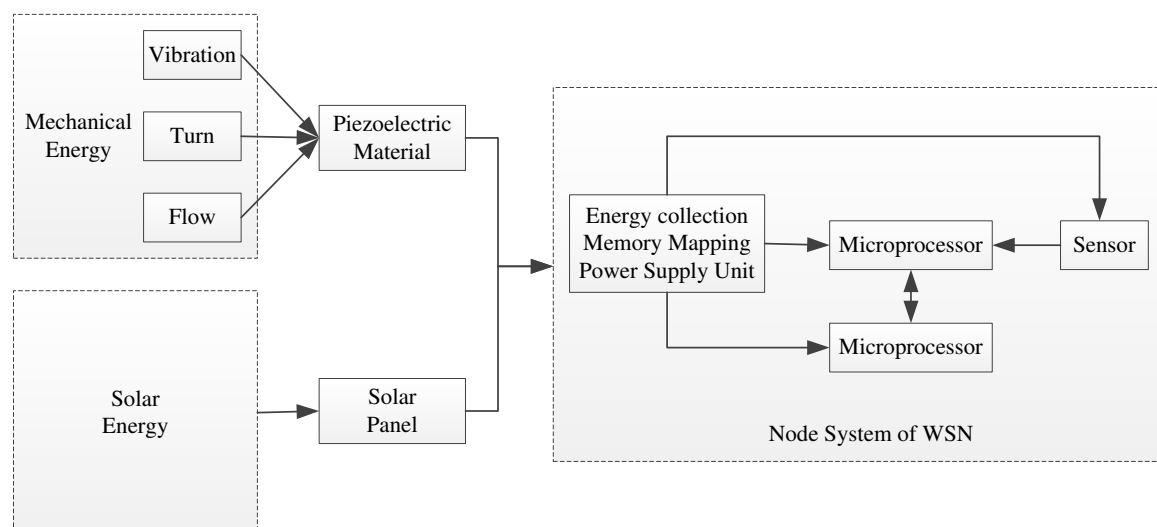 Vibration
Mechanical
Energy
Turn
Flow
Piezoelectric
Material
Solar
Energy
Solar
Panel
Energy collection
Memory Mapping
Power Supply Unit
Microprocessor
Sensor
Microprocessor
Node System of WSN